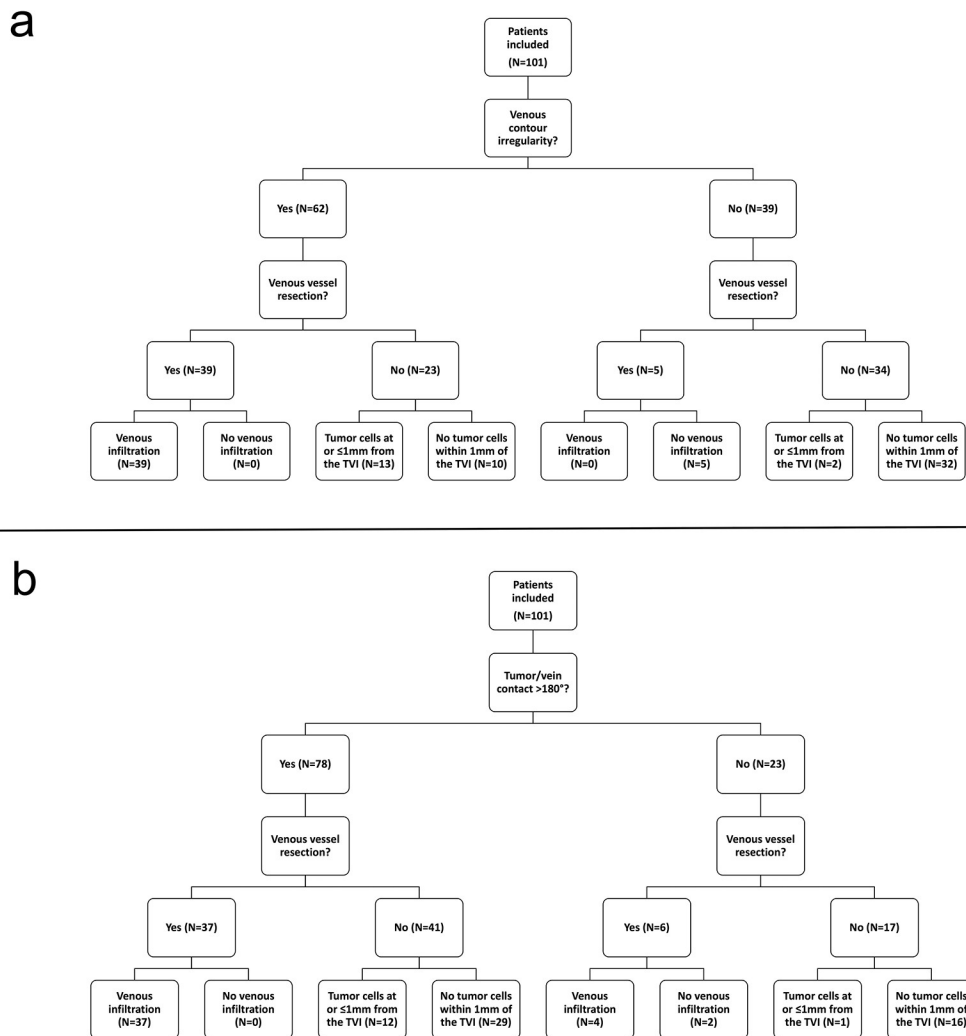 a
Patients
included
(N=101)
Venous
contour
irregularity?
Yes (N=62)
No (N=39)
Venous vessel
resection?
Venous vessel
resection?
Yes (N=39)
No (N=23)
Yes (N=5)
No (N=34)
Venous
infiltration
(N=39)
No venous
infiltration
(N=0)
Tumor cells at
or ≤1mm from
the TVI (N=13)
No tumor cells
within 1mm of
the TVI (N=10)
Venous
infiltration
(N=0)
No venous
infiltration
(N=5)
Tumor cells at
or ≤1mm from
the TVI (N=2)
No tumor cells
within 1mm of
the TVI (N=32)
b
Patients
included
(N=101)
Tumor/vein
contact >180°?
Yes (N=78)
No (N=23)
Venous vessel
resection?
Venous vessel
resection?
Yes (N=37)
No (N=41)
Yes (N=6)
No (N=17)
Venous
infiltration
(N=37)
No venous
infiltration
(N=0)
Tumor cells at
or ≤1mm from
the TVI (N=12)
No tumor cells
within 1mm of
the TVI (N=29)
Venous
infiltration
(N=4)
No venous
infiltration
(N=2)
Tumor cells at
or ≤1mm from
the TVI (N=1)
No tumor cells
within 1mm of
the TVI (N=16)